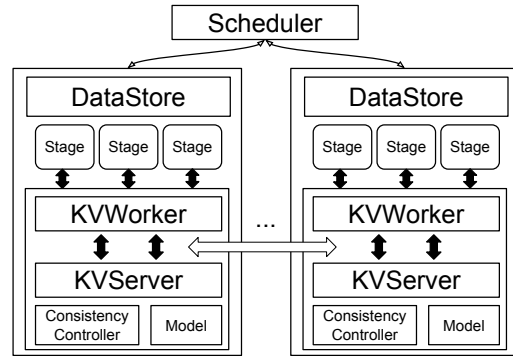 Scheduler
DataStore
Stage Stage Stage
KVWorker
KVServer
Consistency
Controller
Model
...
DataStore
Stage Stage Stage
KVWorker
KVServer
Consistency
Controller
Model